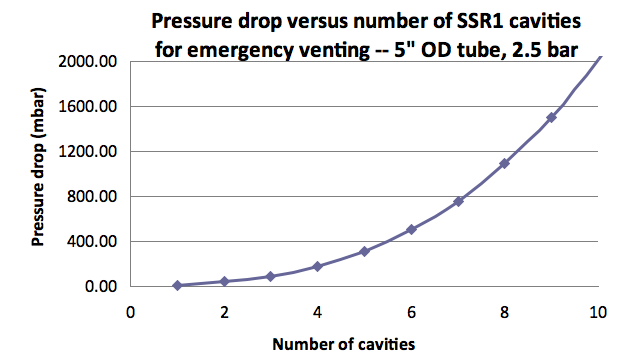 Pressure drop versus number of SSR1 cavities
for emergency venting -- 5" OD tube, 2.5 bar
2000.00
1600.00
1200.00
800.00
400.00
0.00
Pressure drop (mbar)
0 2 4 6 8 10
Number of cavities